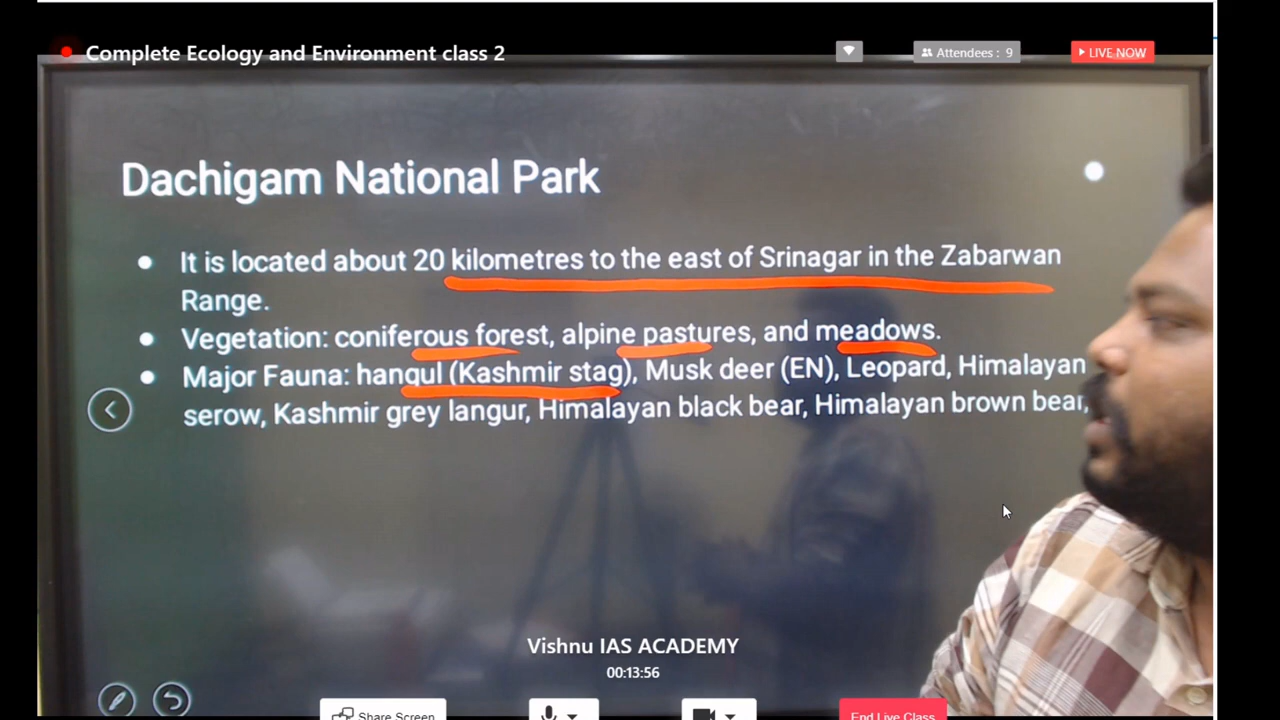 Complete Ecology and Environment class 2
Attendees : 9
LIVE NOW
Dachigam National Park
It is located about 20 kilometres to the east of Srinagar in the Zabarwan
Range.
Vegetation: coniferous forest, alpine pastures, and meadows.
Major Fauna: hangul (Kashmir stag), Musk deer (EN), Leopard, Himalayan
serow, Kashmir grey langur, Himalayan black bear, Himalayan brown bear,
Vishnu IAS ACADEMY
00:13:56
Share Screen
End Live Class